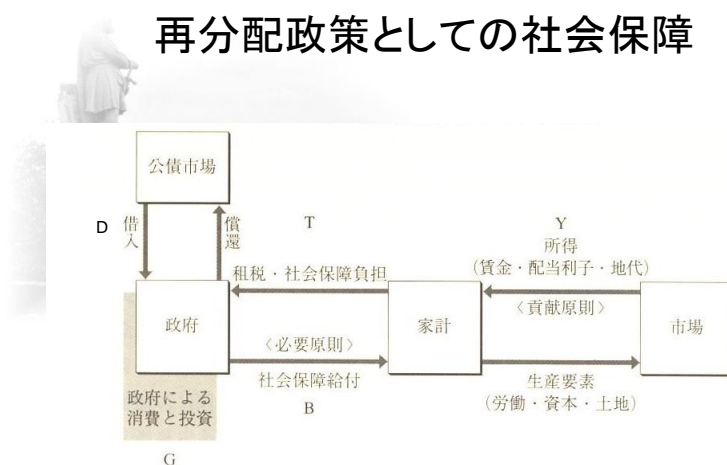 再分配政策としての社会保障
公債市場
D
借入
償還
T
Y
所得
(賃金・配当利子・地代)
租税・社会保障負担
〈貢献原則〉
政府
家計
市場
〈必要原則〉
社会保障給付
生産要素
(労働・資本・土地)
政府による
消費と投資
B
G